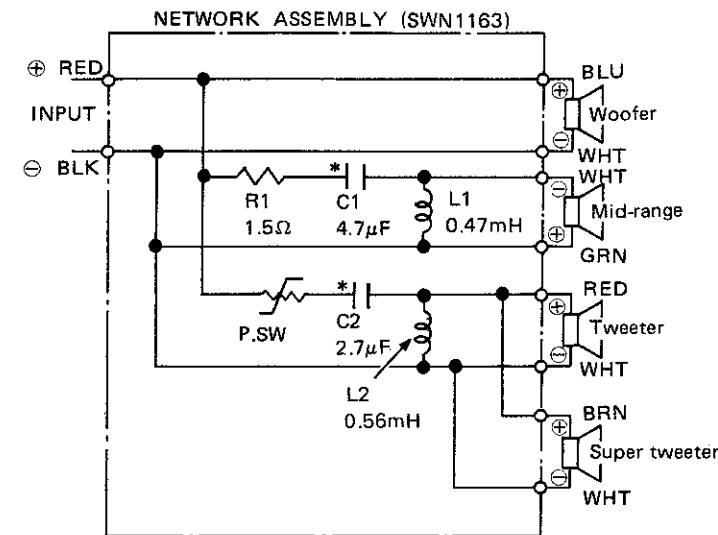 NETWORK ASSEMBLY (SWN1163)
⊕ RED
INPUT
⊖ BLK
BLU
⊕
Woofer
⊖
WHT
WHT
⊖
Mid-range
⊕
GRN
R1
1.5Ω
*
C1
4.7μF
L1
0.47mH
P.SW
*
C2
2.7μF
L2
0.56mH
RED
⊕
Tweeter
⊖
WHT
BRN
⊕
Super tweeter
⊖
WHT